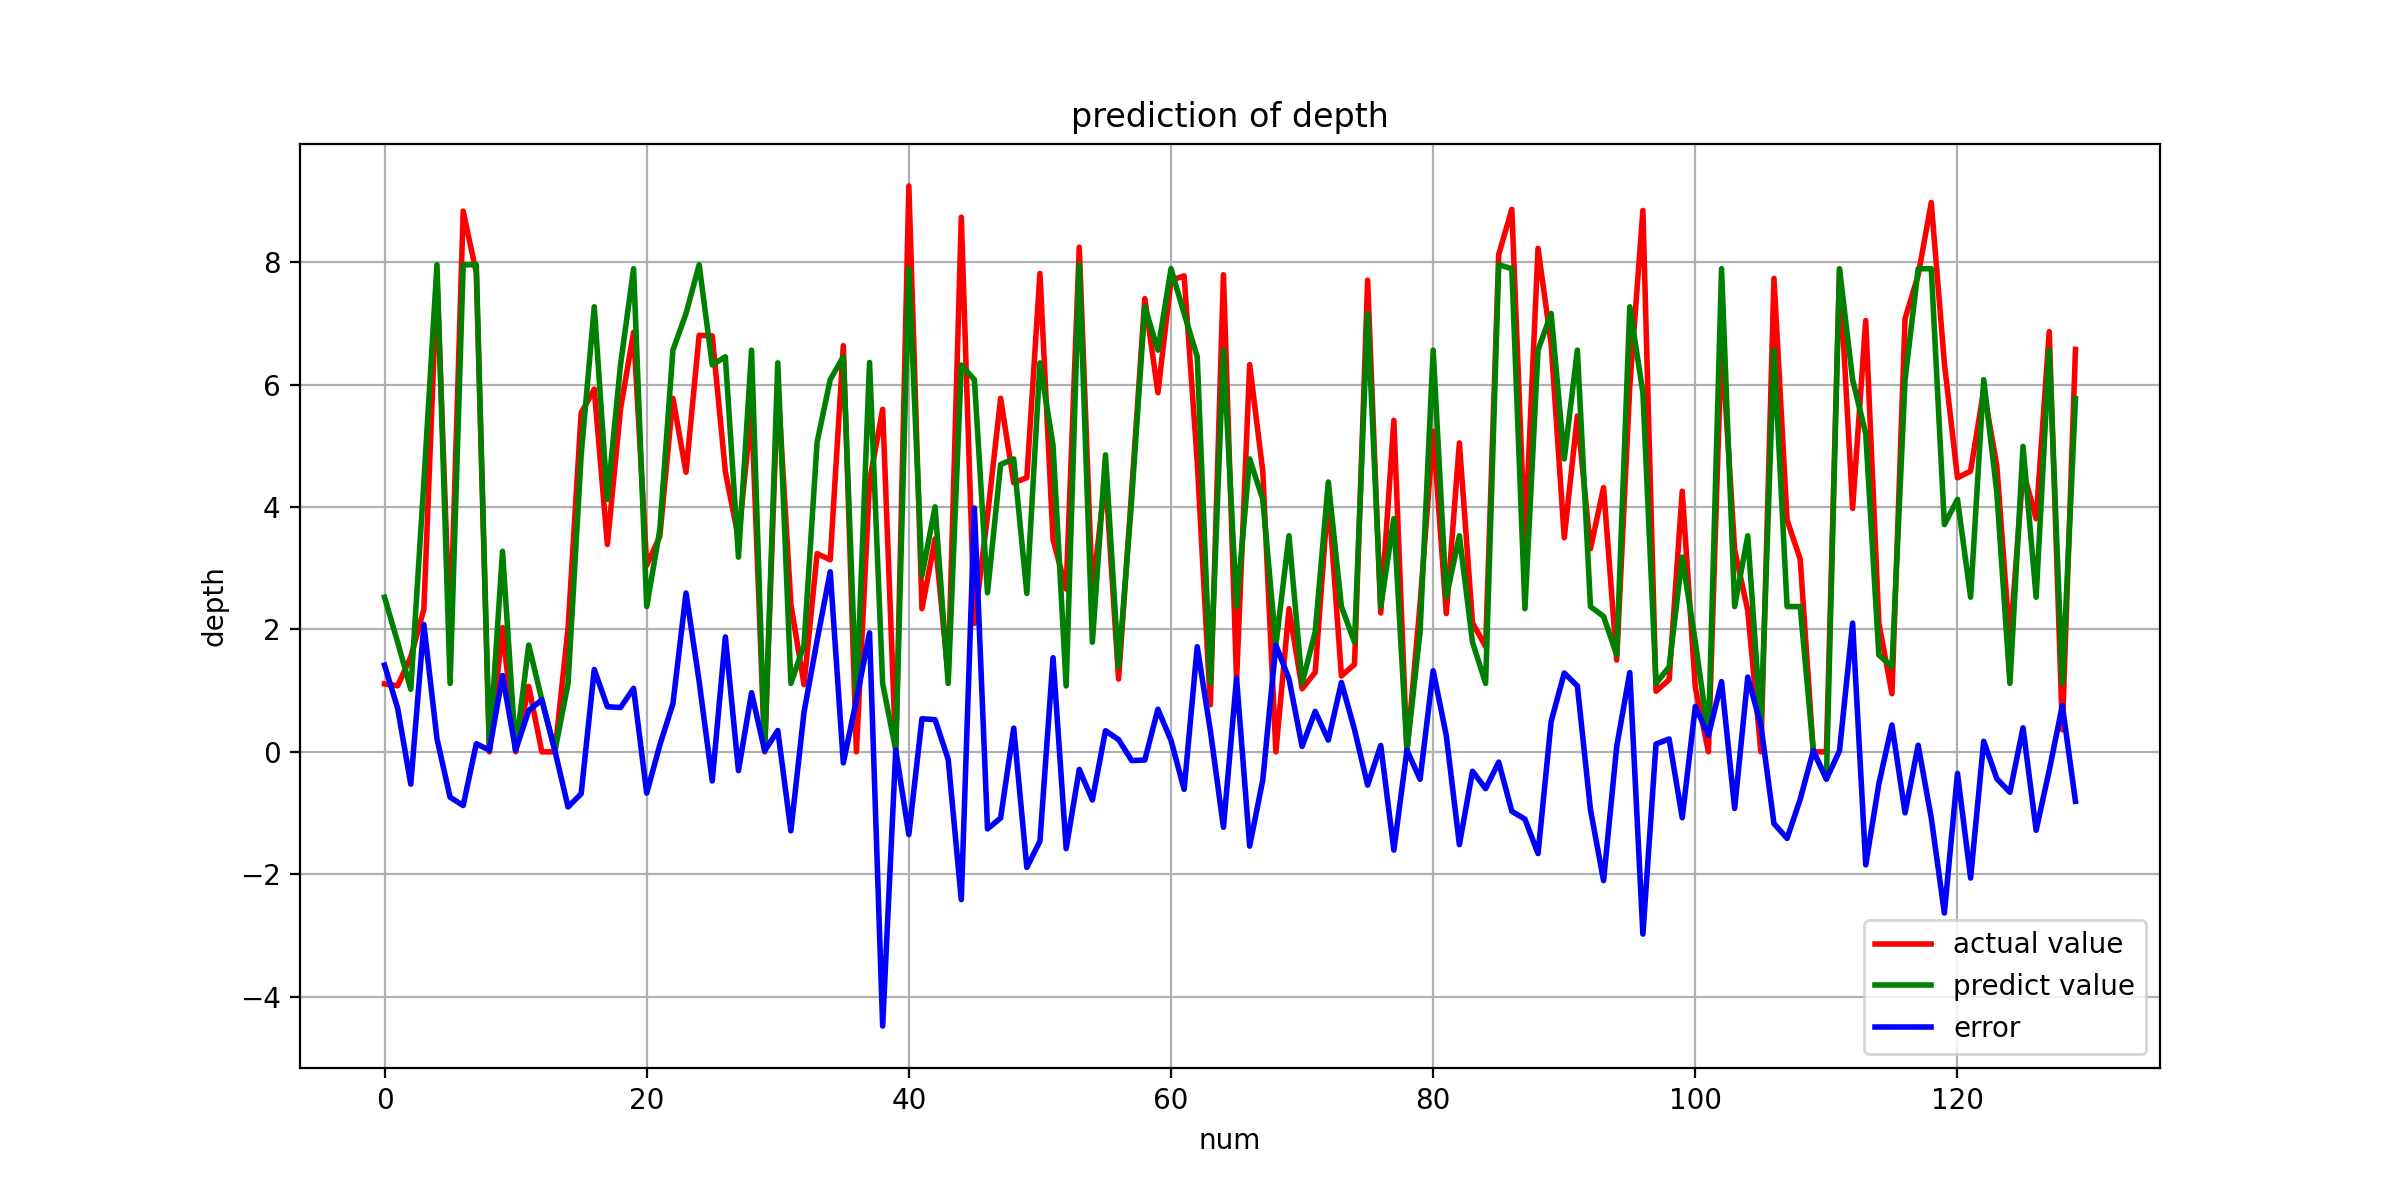 prediction of depth
8
6
4
2
0
−2
−4
depth
0 20 40 60 80 100 120
num
actual value
predict value
error